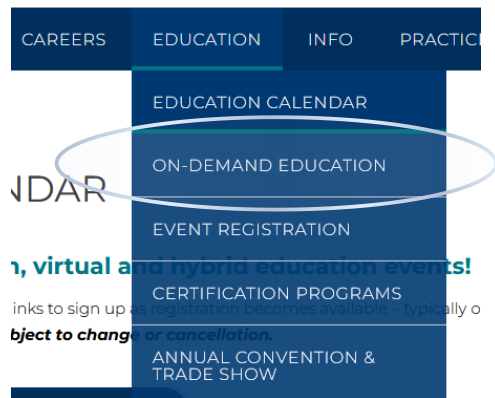 CAREERS EDUCATION INFO PRACTIC
EDUCATION CALENDAR
ON-DEMAND EDUCATION
NDAR
EVENT REGISTRATION
n, virtual and hybrid education events!
CERTIFICATION PROGRAMS
inks to sign up as registration becomes available – typically o
bject to change or cancellation.
ANNUAL CONVENTION &
TRADE SHOW